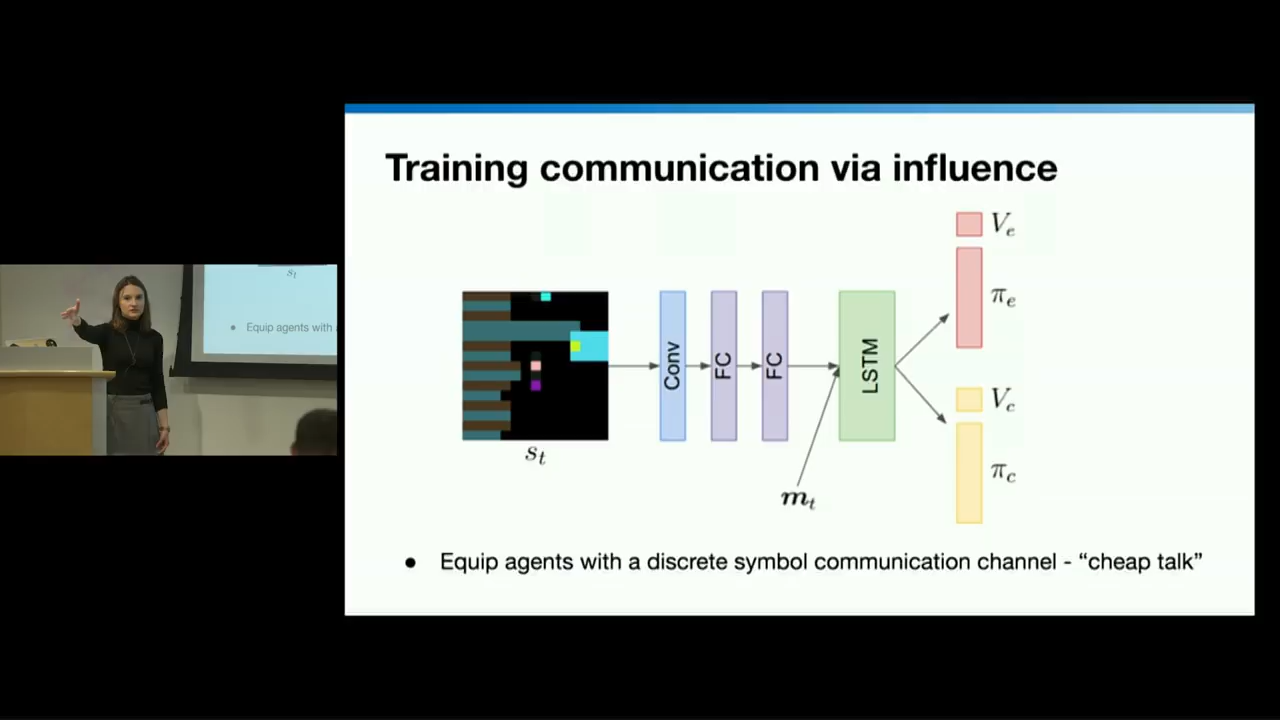 Training communication via influence
V_e
π_e
Conv
FC
FC
LSTM
V_c
π_c
s_t
m_t
● Equip agents with a discrete symbol communication channel - “cheap talk”
s_t
● Equip agents with